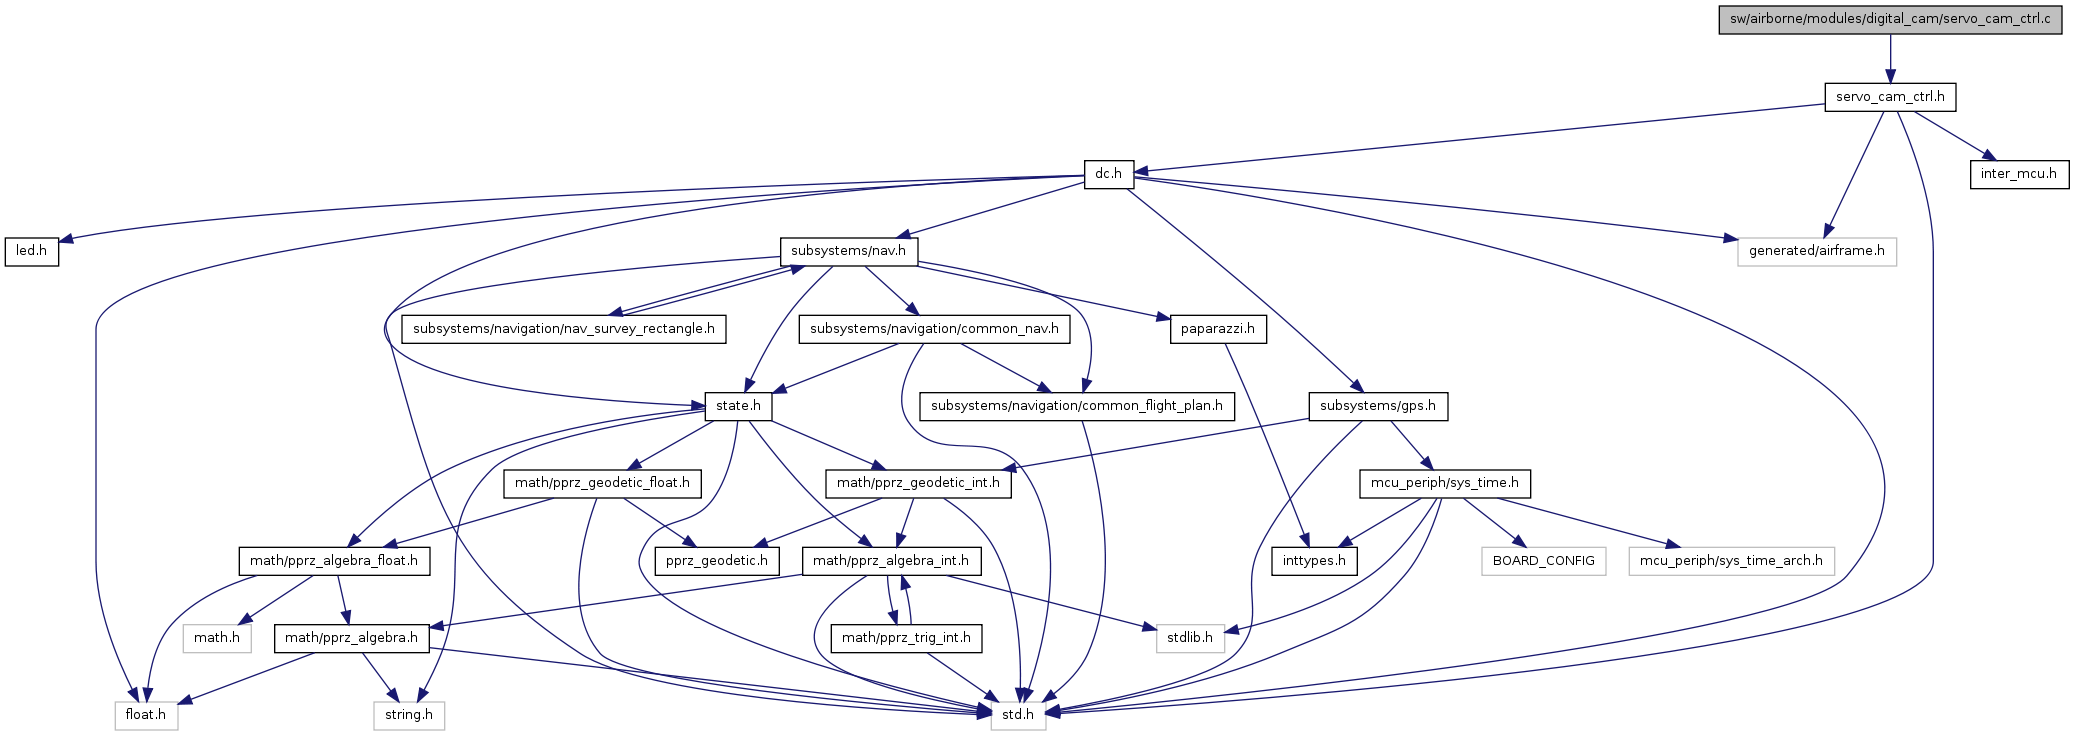 sw/airborne/modules/digital_cam/servo_cam_ctrl.c
servo_cam_ctrl.h
dc.h
inter_mcu.h
led.h
subsystems/nav.h
generated/airframe.h
subsystems/navigation/nav_survey_rectangle.h
subsystems/navigation/common_nav.h
paparazzi.h
state.h
subsystems/navigation/common_flight_plan.h
subsystems/gps.h
math/pprz_geodetic_float.h
math/pprz_geodetic_int.h
mcu_periph/sys_time.h
math/pprz_algebra_float.h
pprz_geodetic.h
math/pprz_algebra_int.h
inttypes.h
BOARD_CONFIG
mcu_periph/sys_time_arch.h
math.h
math/pprz_algebra.h
math/pprz_trig_int.h
stdlib.h
float.h
string.h
std.h